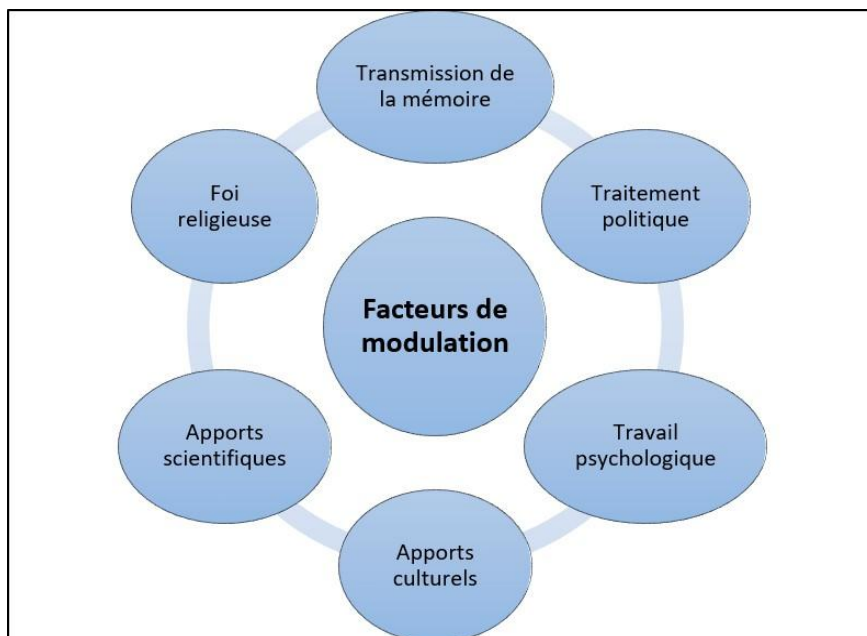 Transmission de
la mémoire
Foi
religieuse
Traitement
politique
Facteurs de
modulation
Apports
scientifiques
Travail
psychologique
Apports
culturels